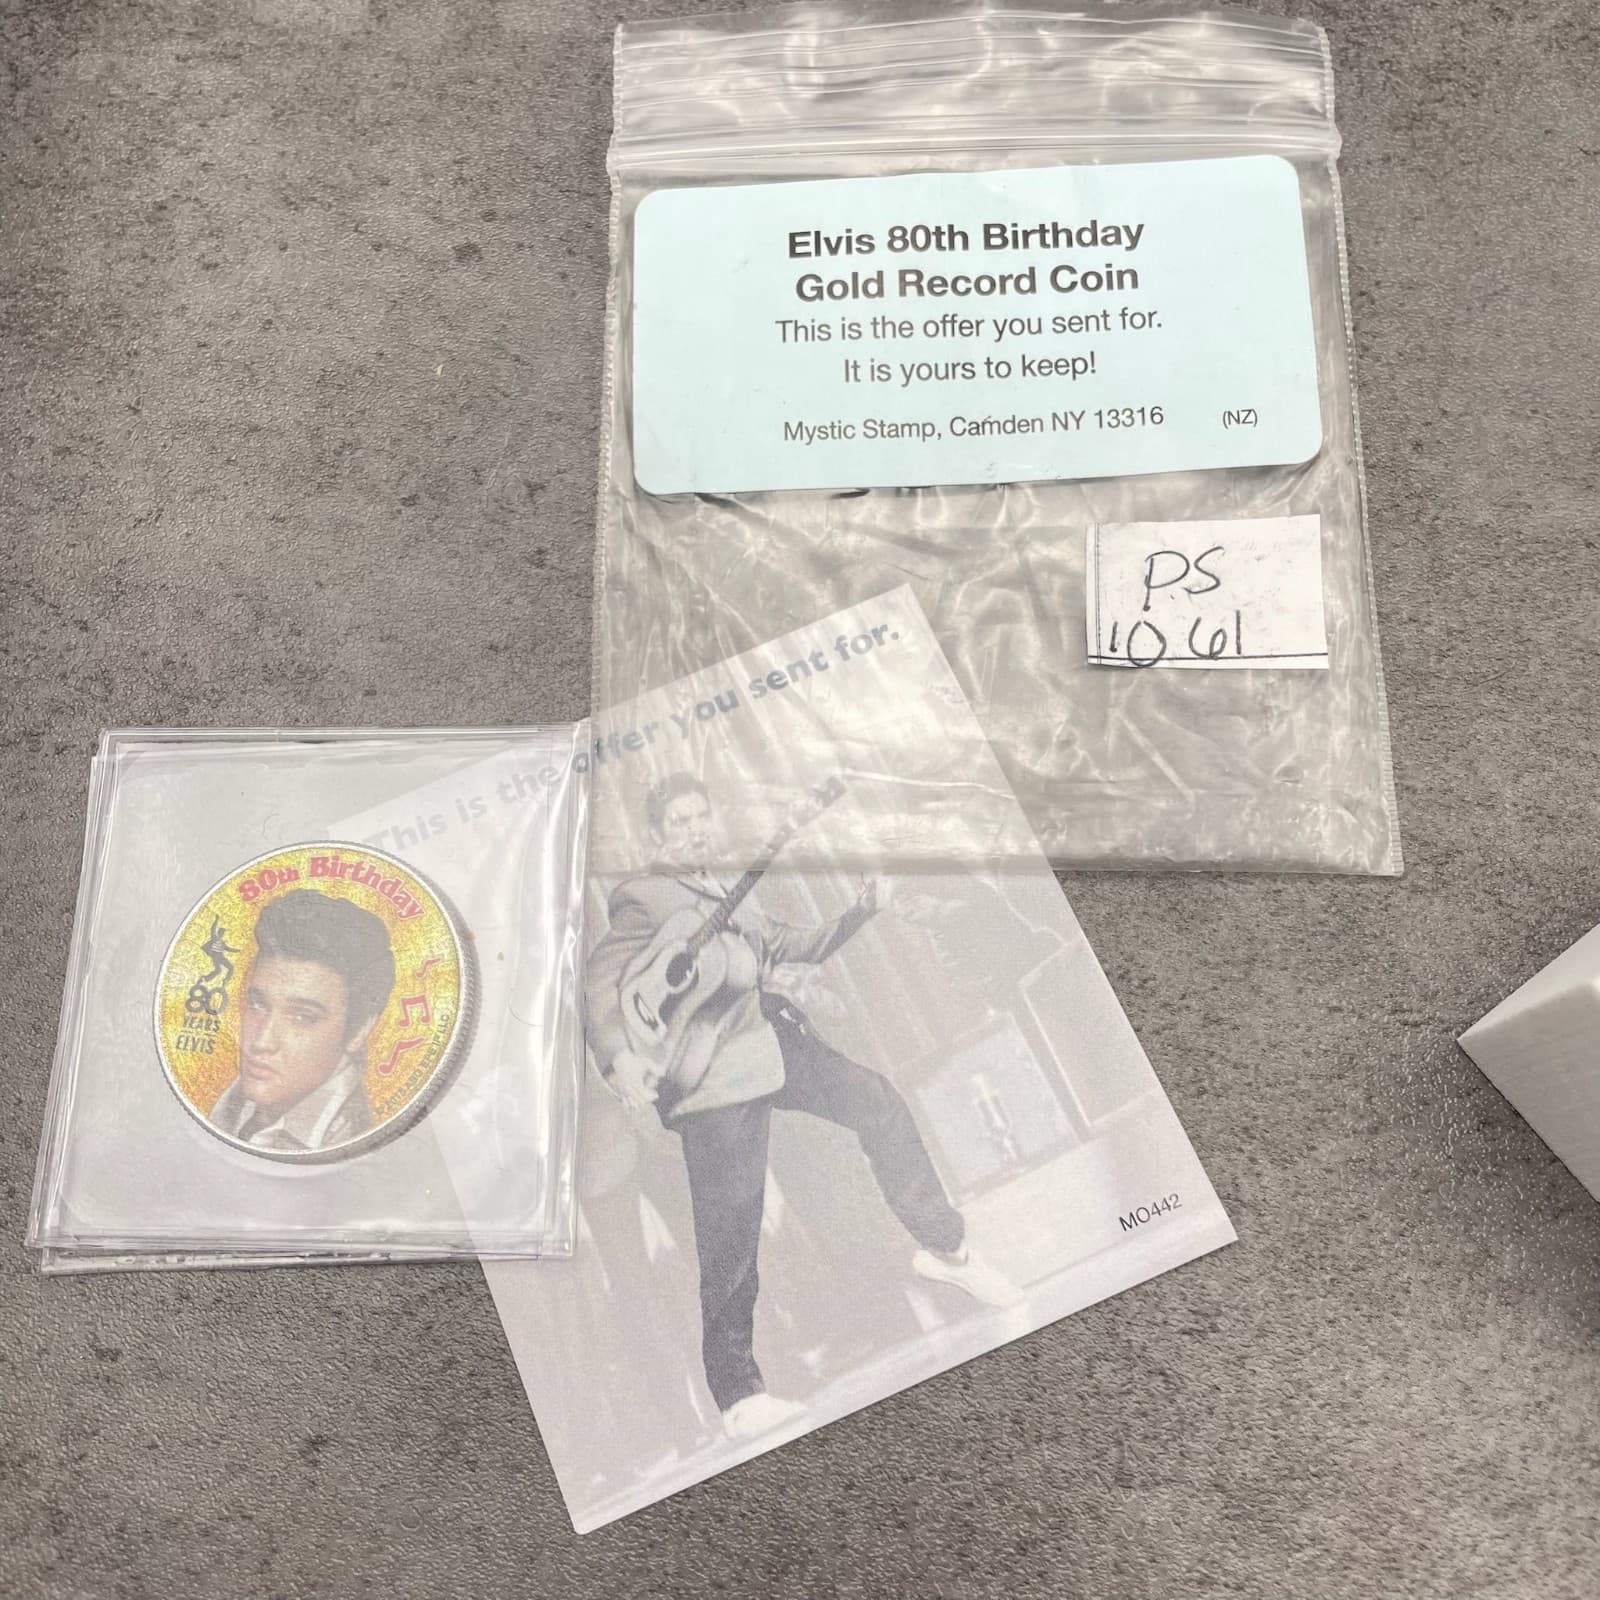 Elvis 80th Birthday
Gold Record Coin
This is the offer you sent for.
It is yours to keep!
Mystic Stamp, Camden NY 13316 (NZ)
PS
1061
This is the offer you sent for.
80th Birthday
80
YEARS
ELVIS
MO442